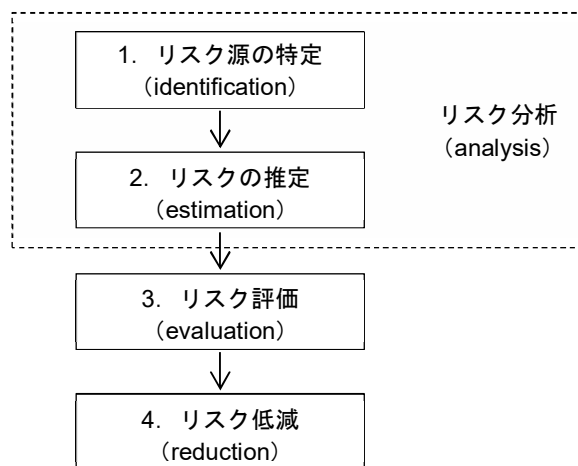 1. リスク源の特定
（identification）
リスク分析
（analysis）
2. リスクの推定
（estimation）
3. リスク評価
（evaluation）
4. リスク低減
（reduction）